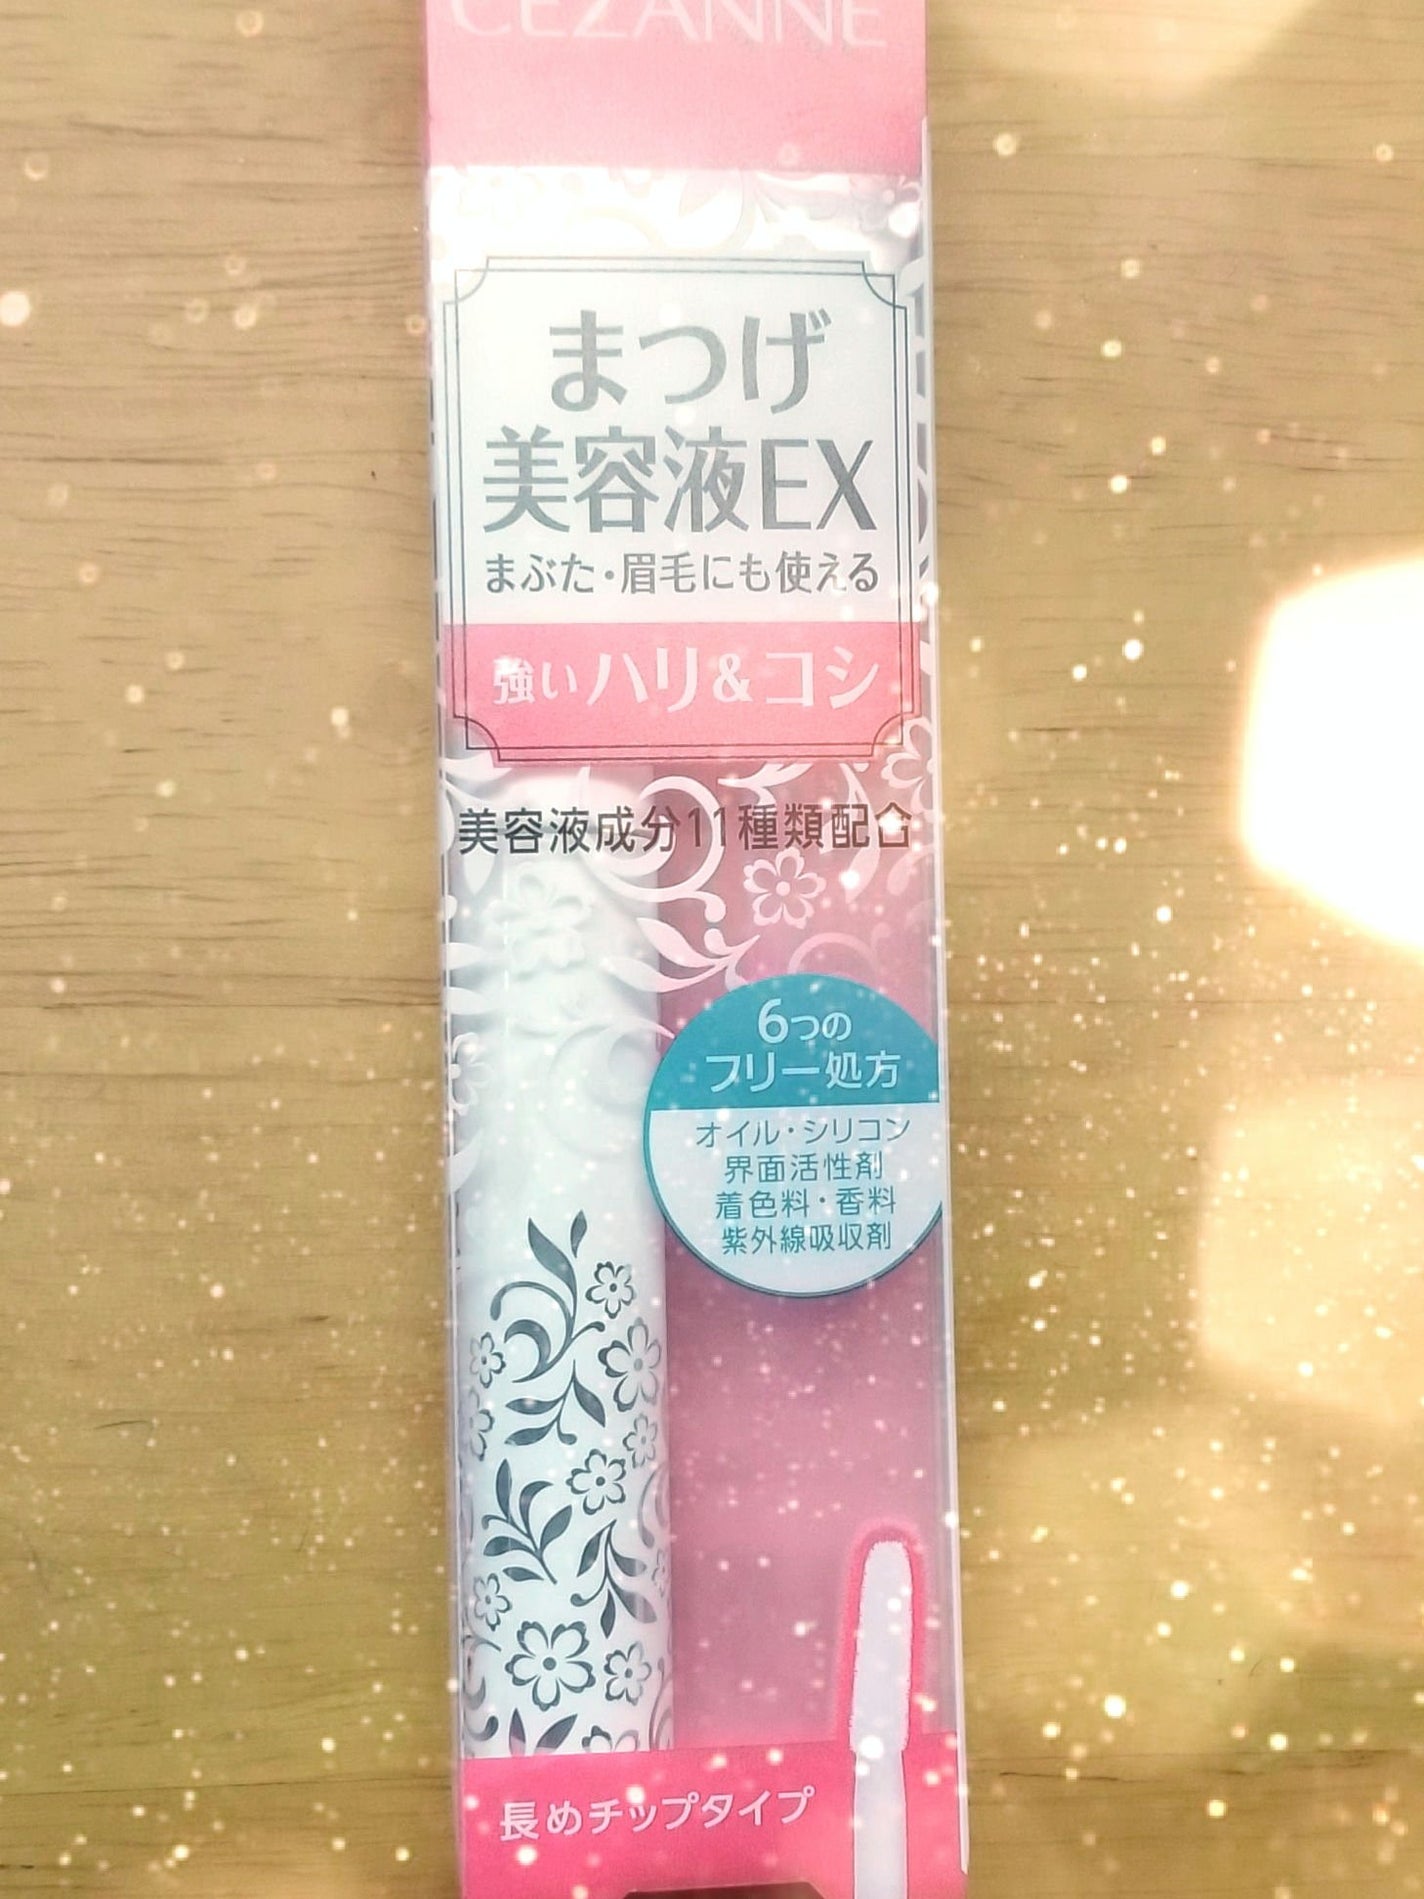 CEZANNE
まつげ
美容液EX
まぶた・眉毛にも使える
強いハリ&コシ
美容液成分11種類配合
6つの
フリー処方
オイル・シリコン
界面活性剤
着色料・香料
紫外線吸収剤
長めチップタイプ